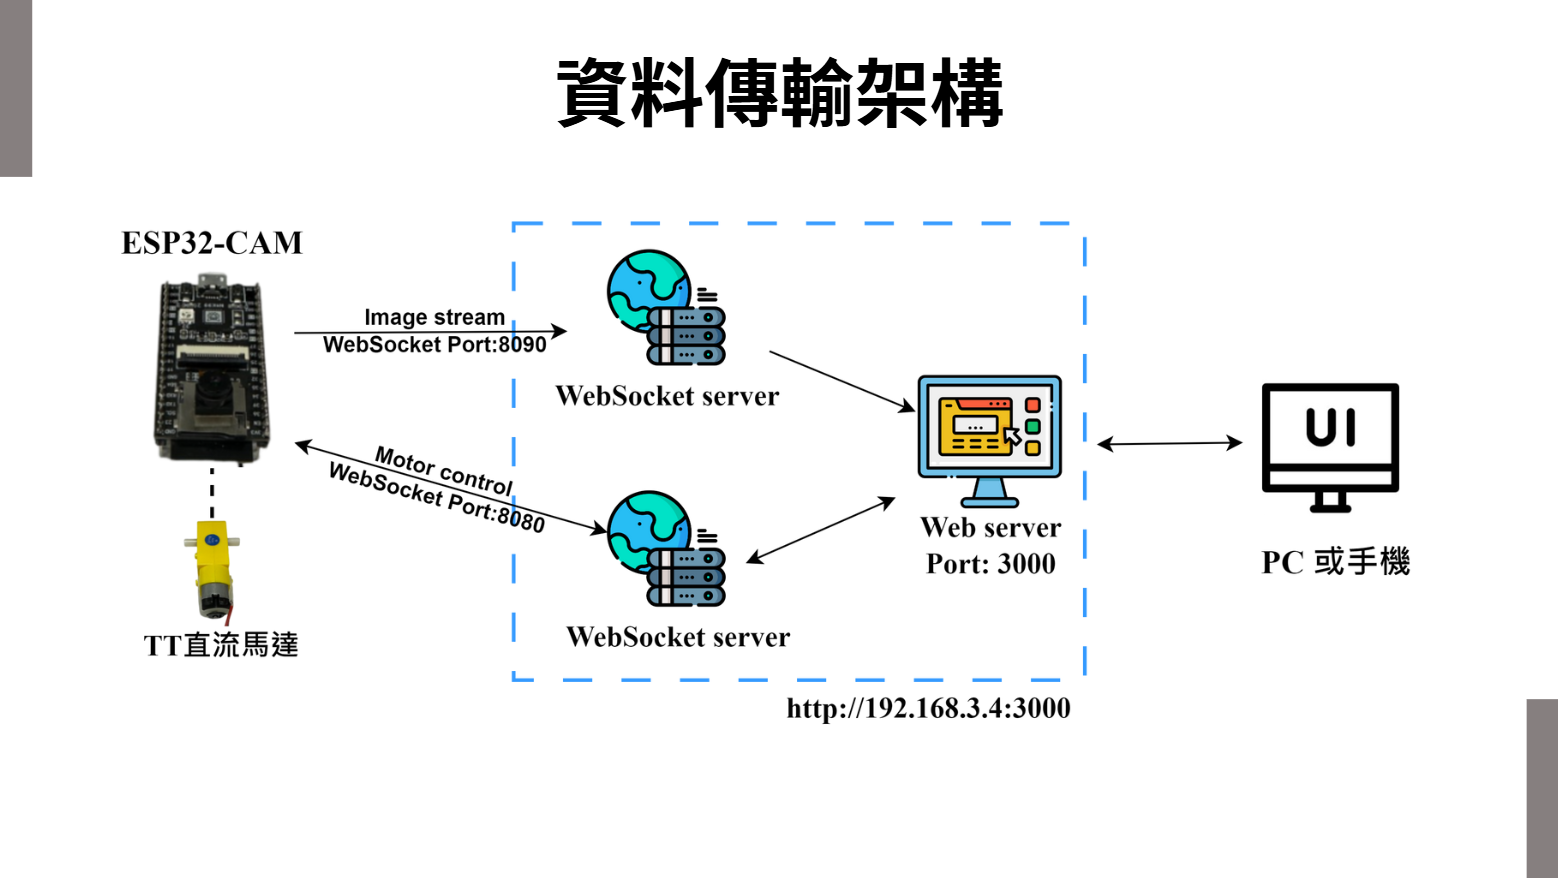 資料傳輸架構
ESP32-CAM
Image stream
WebSocket Port:8090
WebSocket server
Motor control
WebSocket Port:8080
WebSocket server
TT直流馬達
Web server
Port: 3000
http://192.168.3.4:3000
UI
PC 或手機